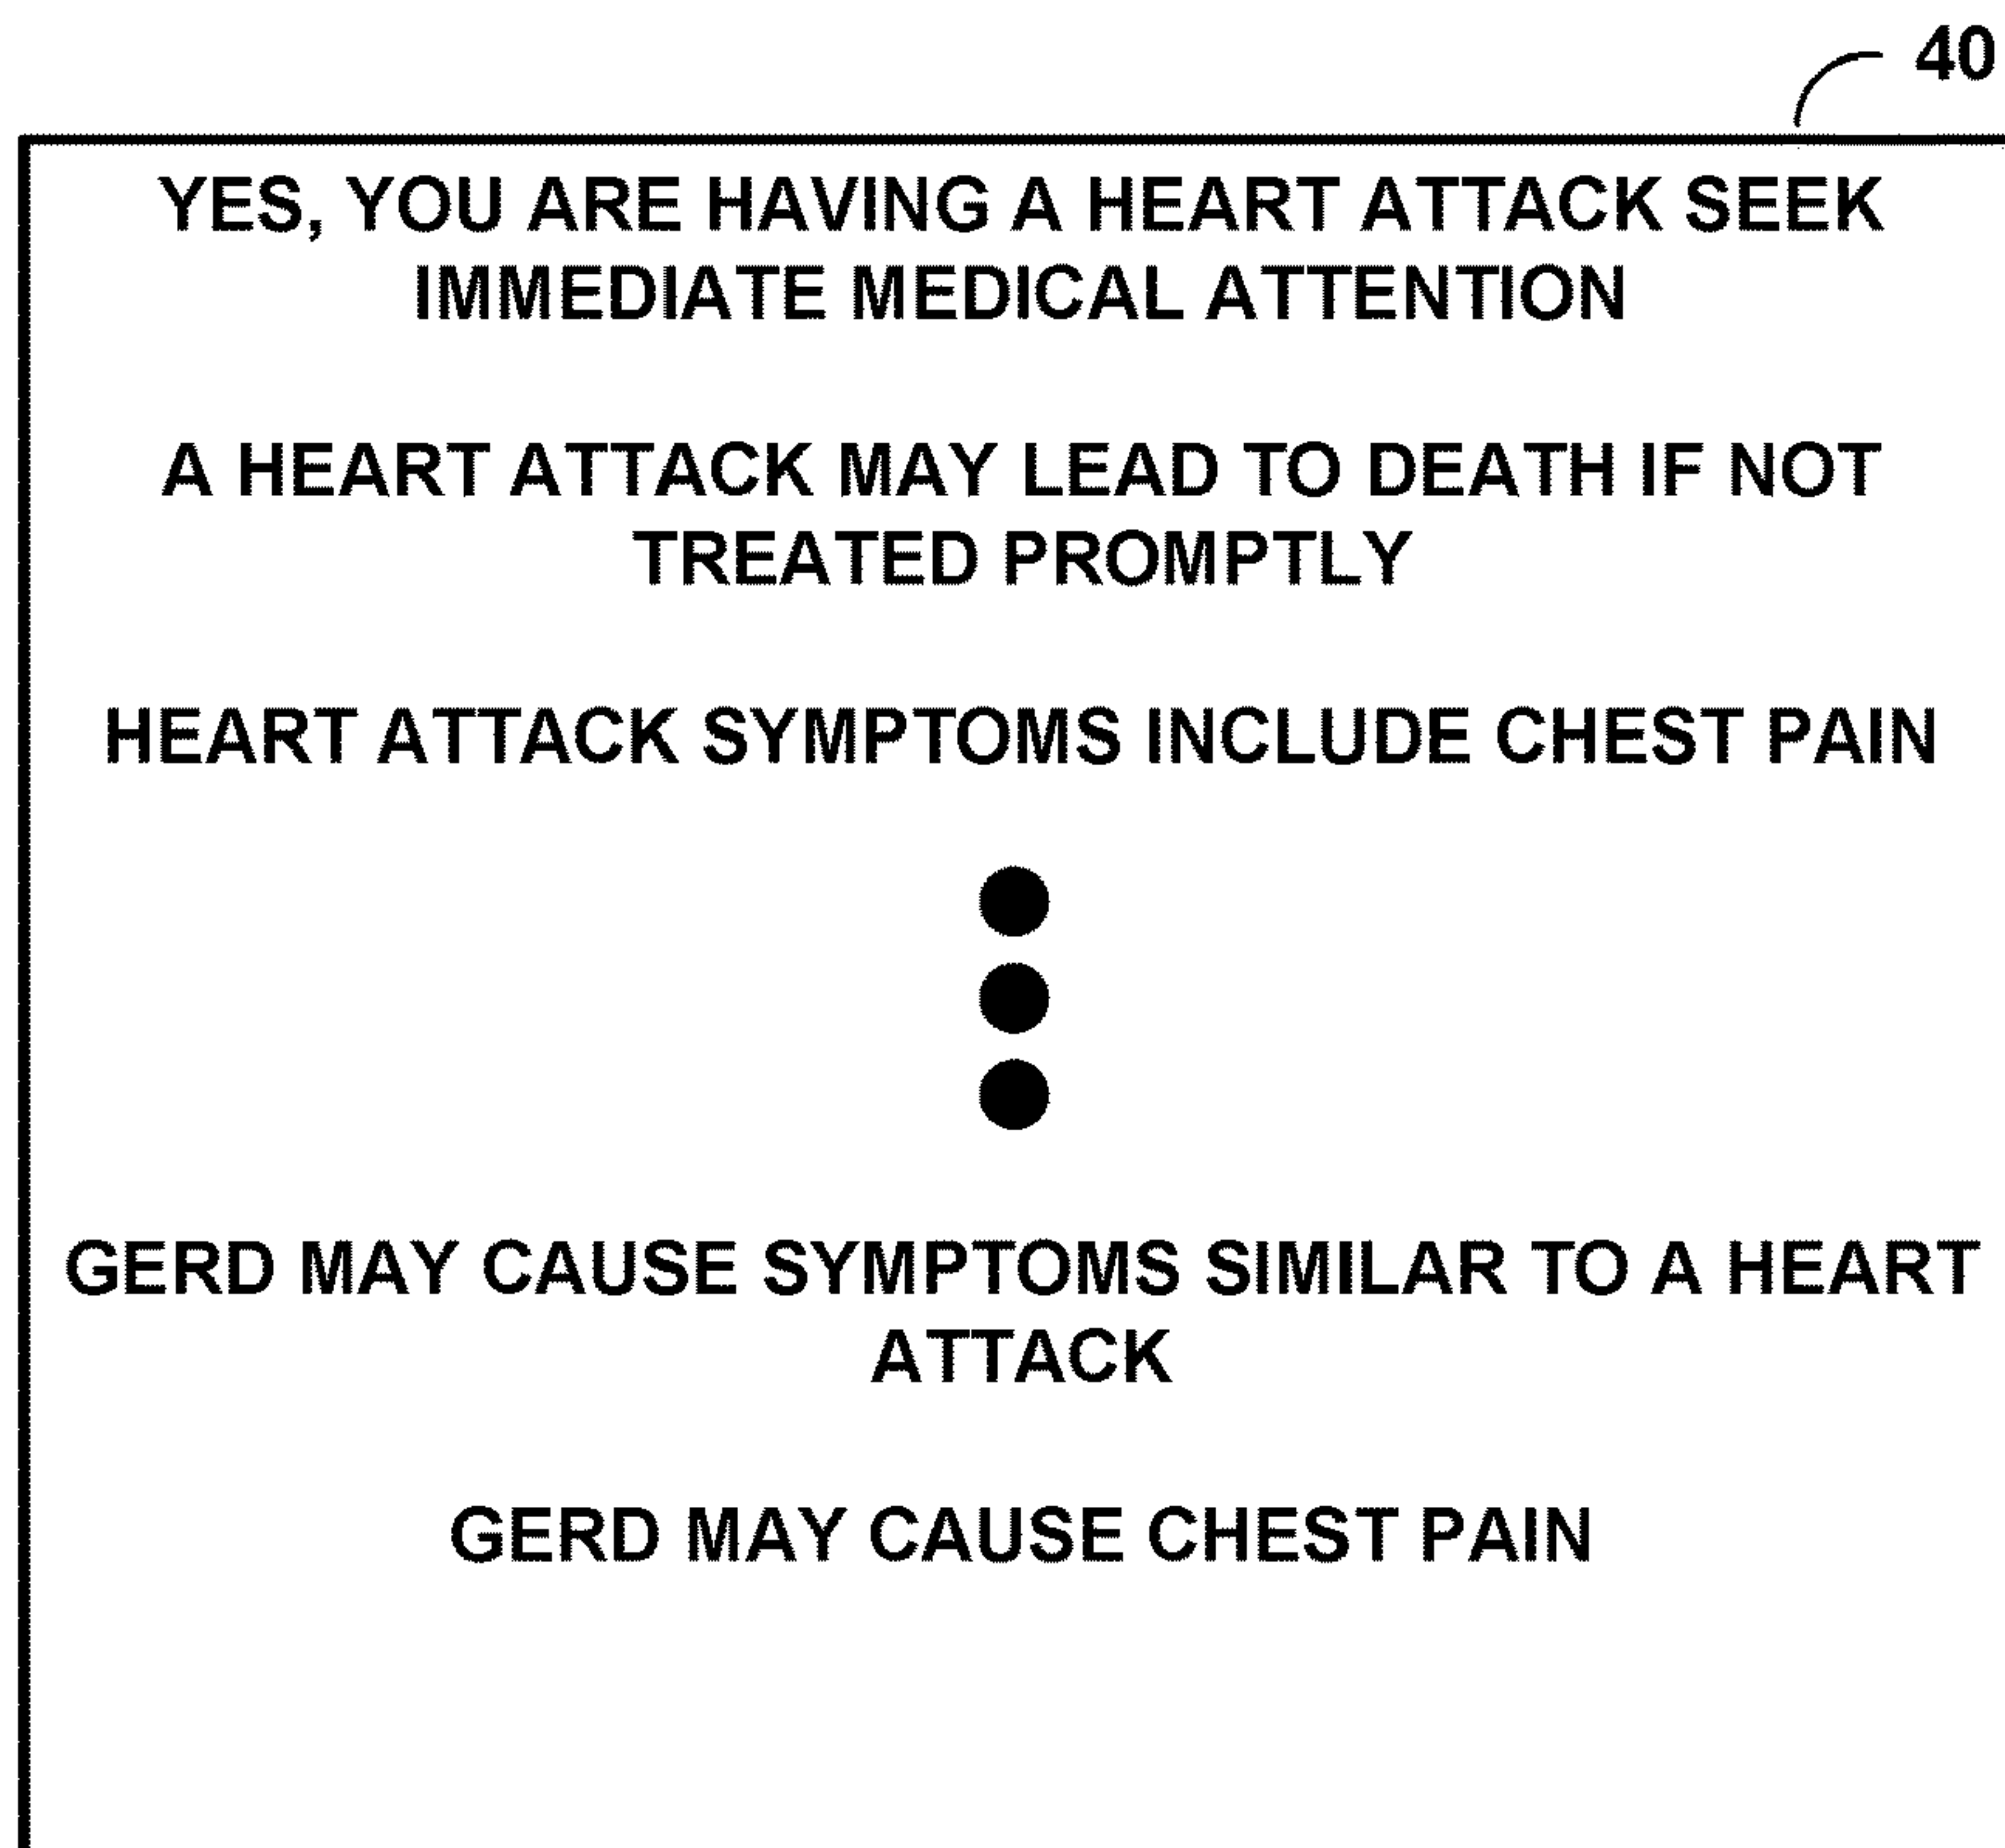 40
YES, YOU ARE HAVING A HEART ATTACK SEEK
IMMEDIATE MEDICAL ATTENTION
A HEART ATTACK MAY LEAD TO DEATH IF NOT
TREATED PROMPTLY
HEART ATTACK SYMPTOMS INCLUDE CHEST PAIN
GERD MAY CAUSE SYMPTOMS SIMILAR TO A HEART
ATTACK
GERD MAY CAUSE CHEST PAIN